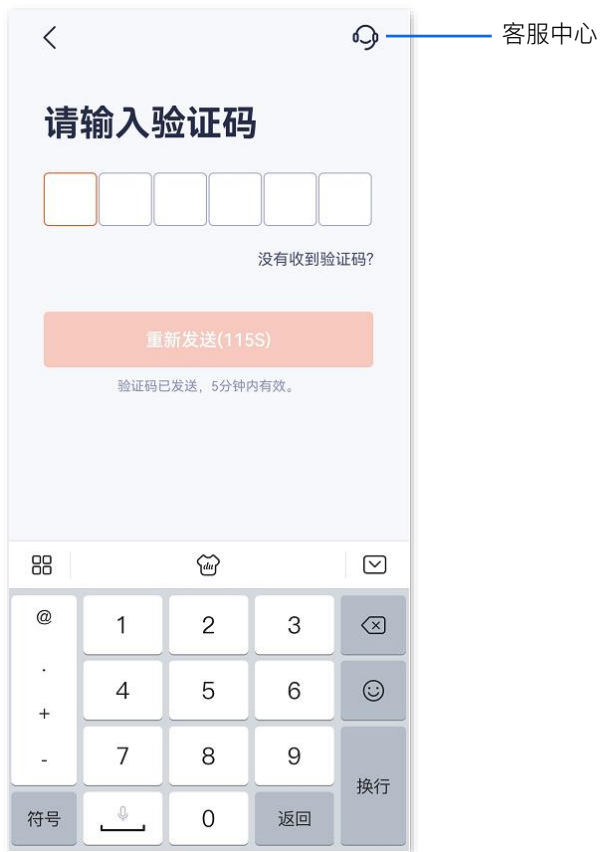 客服中心
请输入验证码
没有收到验证码?
重新发送(115S)
验证码已发送，5分钟内有效。
du
@ 1 2 3
.
4 5 6
+
- 7 8 9
换行
符号 0 返回